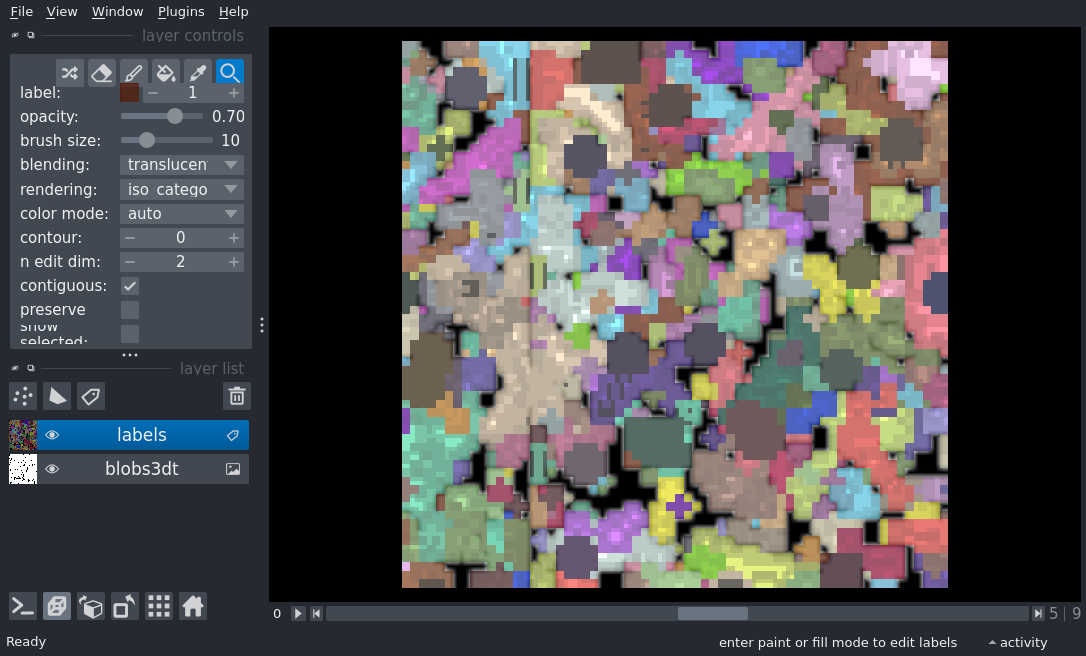 File View Window Plugins Help
layer controls
label: 1
opacity: 0.70
brush size: 10
blending: translucen
rendering: iso_catego
color mode: auto
contour: 0
n edit dim: 2
contiguous:
preserve
show
selected:
layer list
labels
blobs3dt
0 5 | 9
Ready enter paint or fill mode to edit labels activity